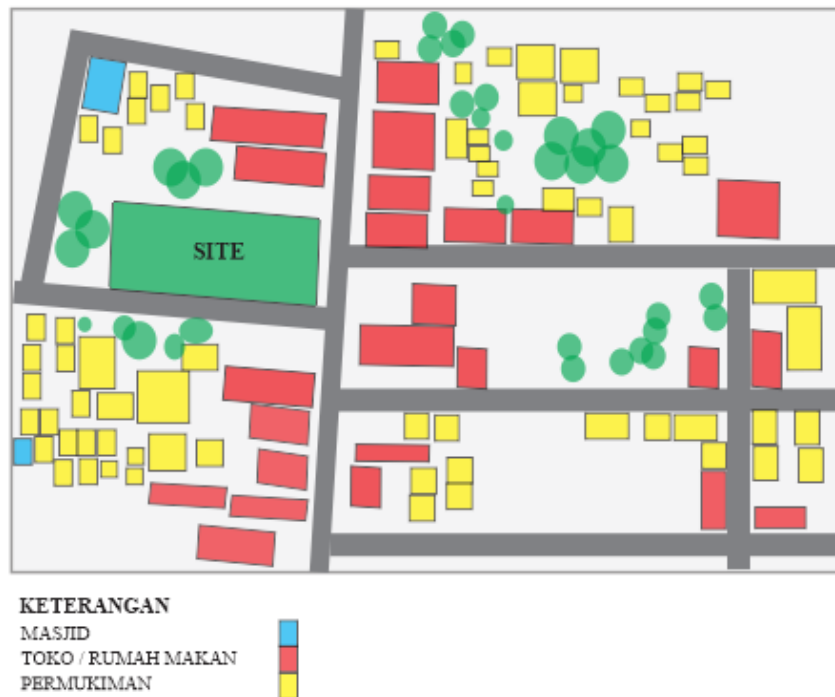 SITE
KETERANGAN
MASJID
TOKO / RUMAH MAKAN
PERMUKIMAN